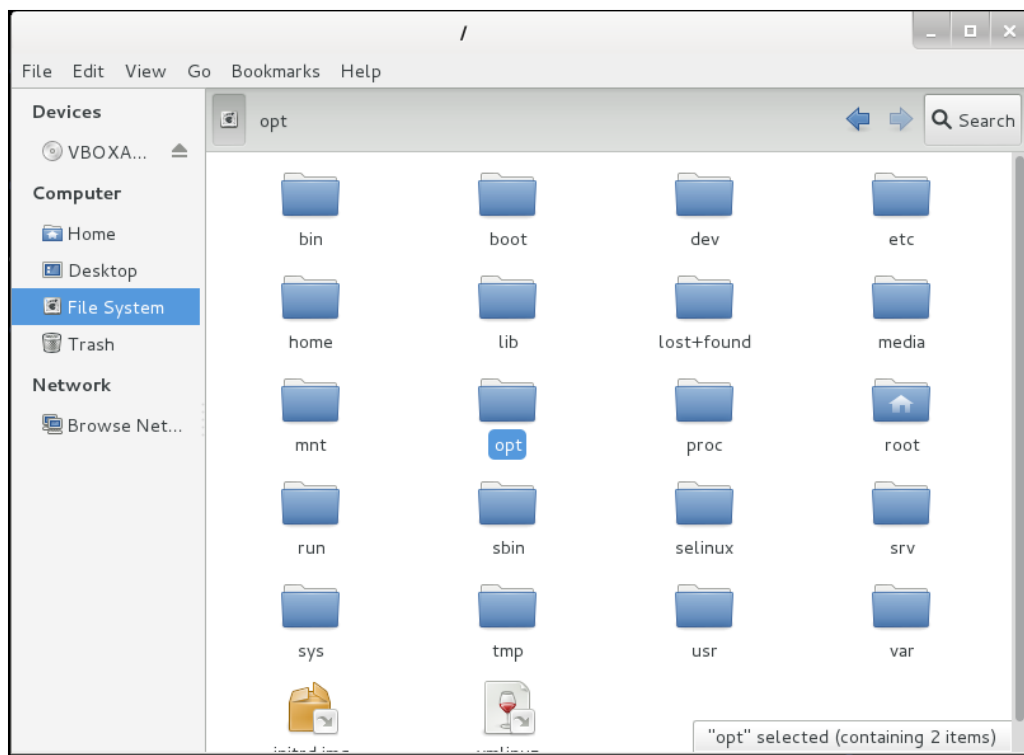 /
File Edit View Go Bookmarks Help
Devices
VBOXA...
Computer
Home
Desktop
File System
Trash
Network
Browse Net...
opt
Search
bin boot dev etc
home lib lost+found media
mnt opt proc root
run sbin selinux srv
sys tmp usr var
"opt" selected (containing 2 items)